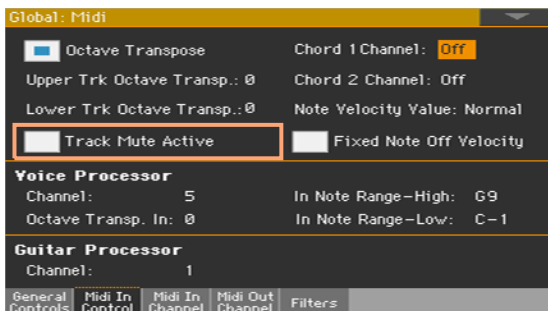 Global: Midi
Octave Transpose
Chord 1 Channel: Off
Upper Trk Octave Transp.: 0
Chord 2 Channel: Off
Lower Trk Octave Transp.: 0
Note Velocity Value: Normal
Track Mute Active
Fixed Note Off Velocity
Voice Processor
Channel: 5
In Note Range-High: G9
Octave Transp. In: 0
In Note Range-Low: C-1
Guitar Processor
Channel: 1
General Controls
Midi In Control
Midi In Channel
Midi Out Channel
Filters